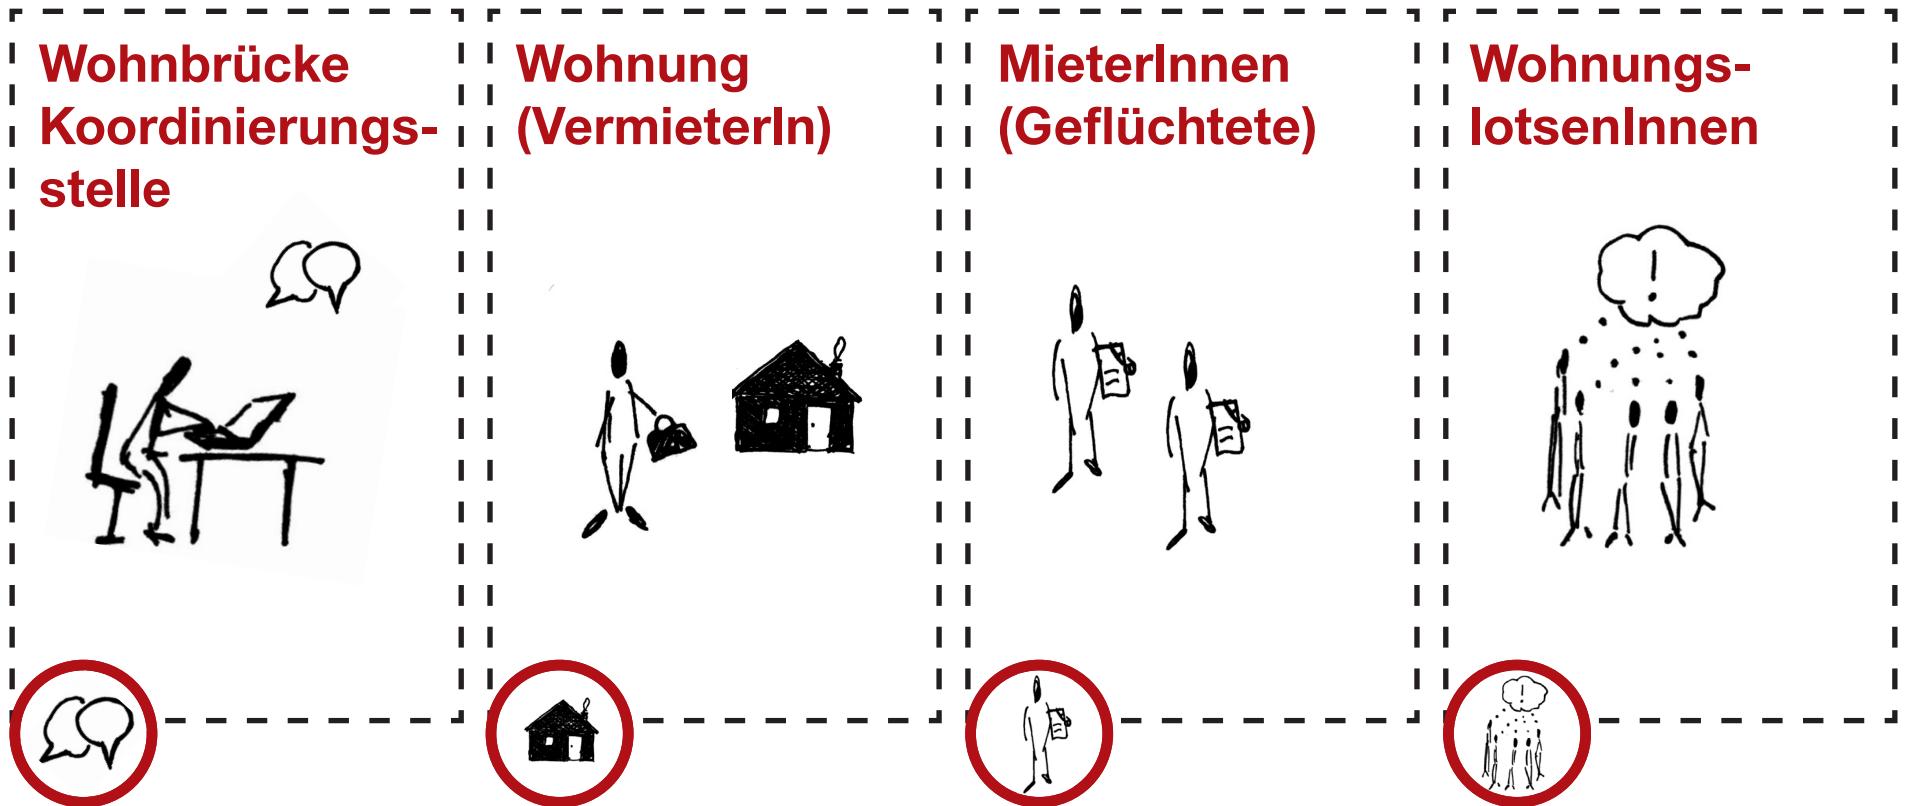 Wohnbrücke
Koordinierungs-
stelle
Wohnung
(VermieterIn)
MieterInnen
(Geflüchtete)
Wohnungs-
lotsenInnen
!
!